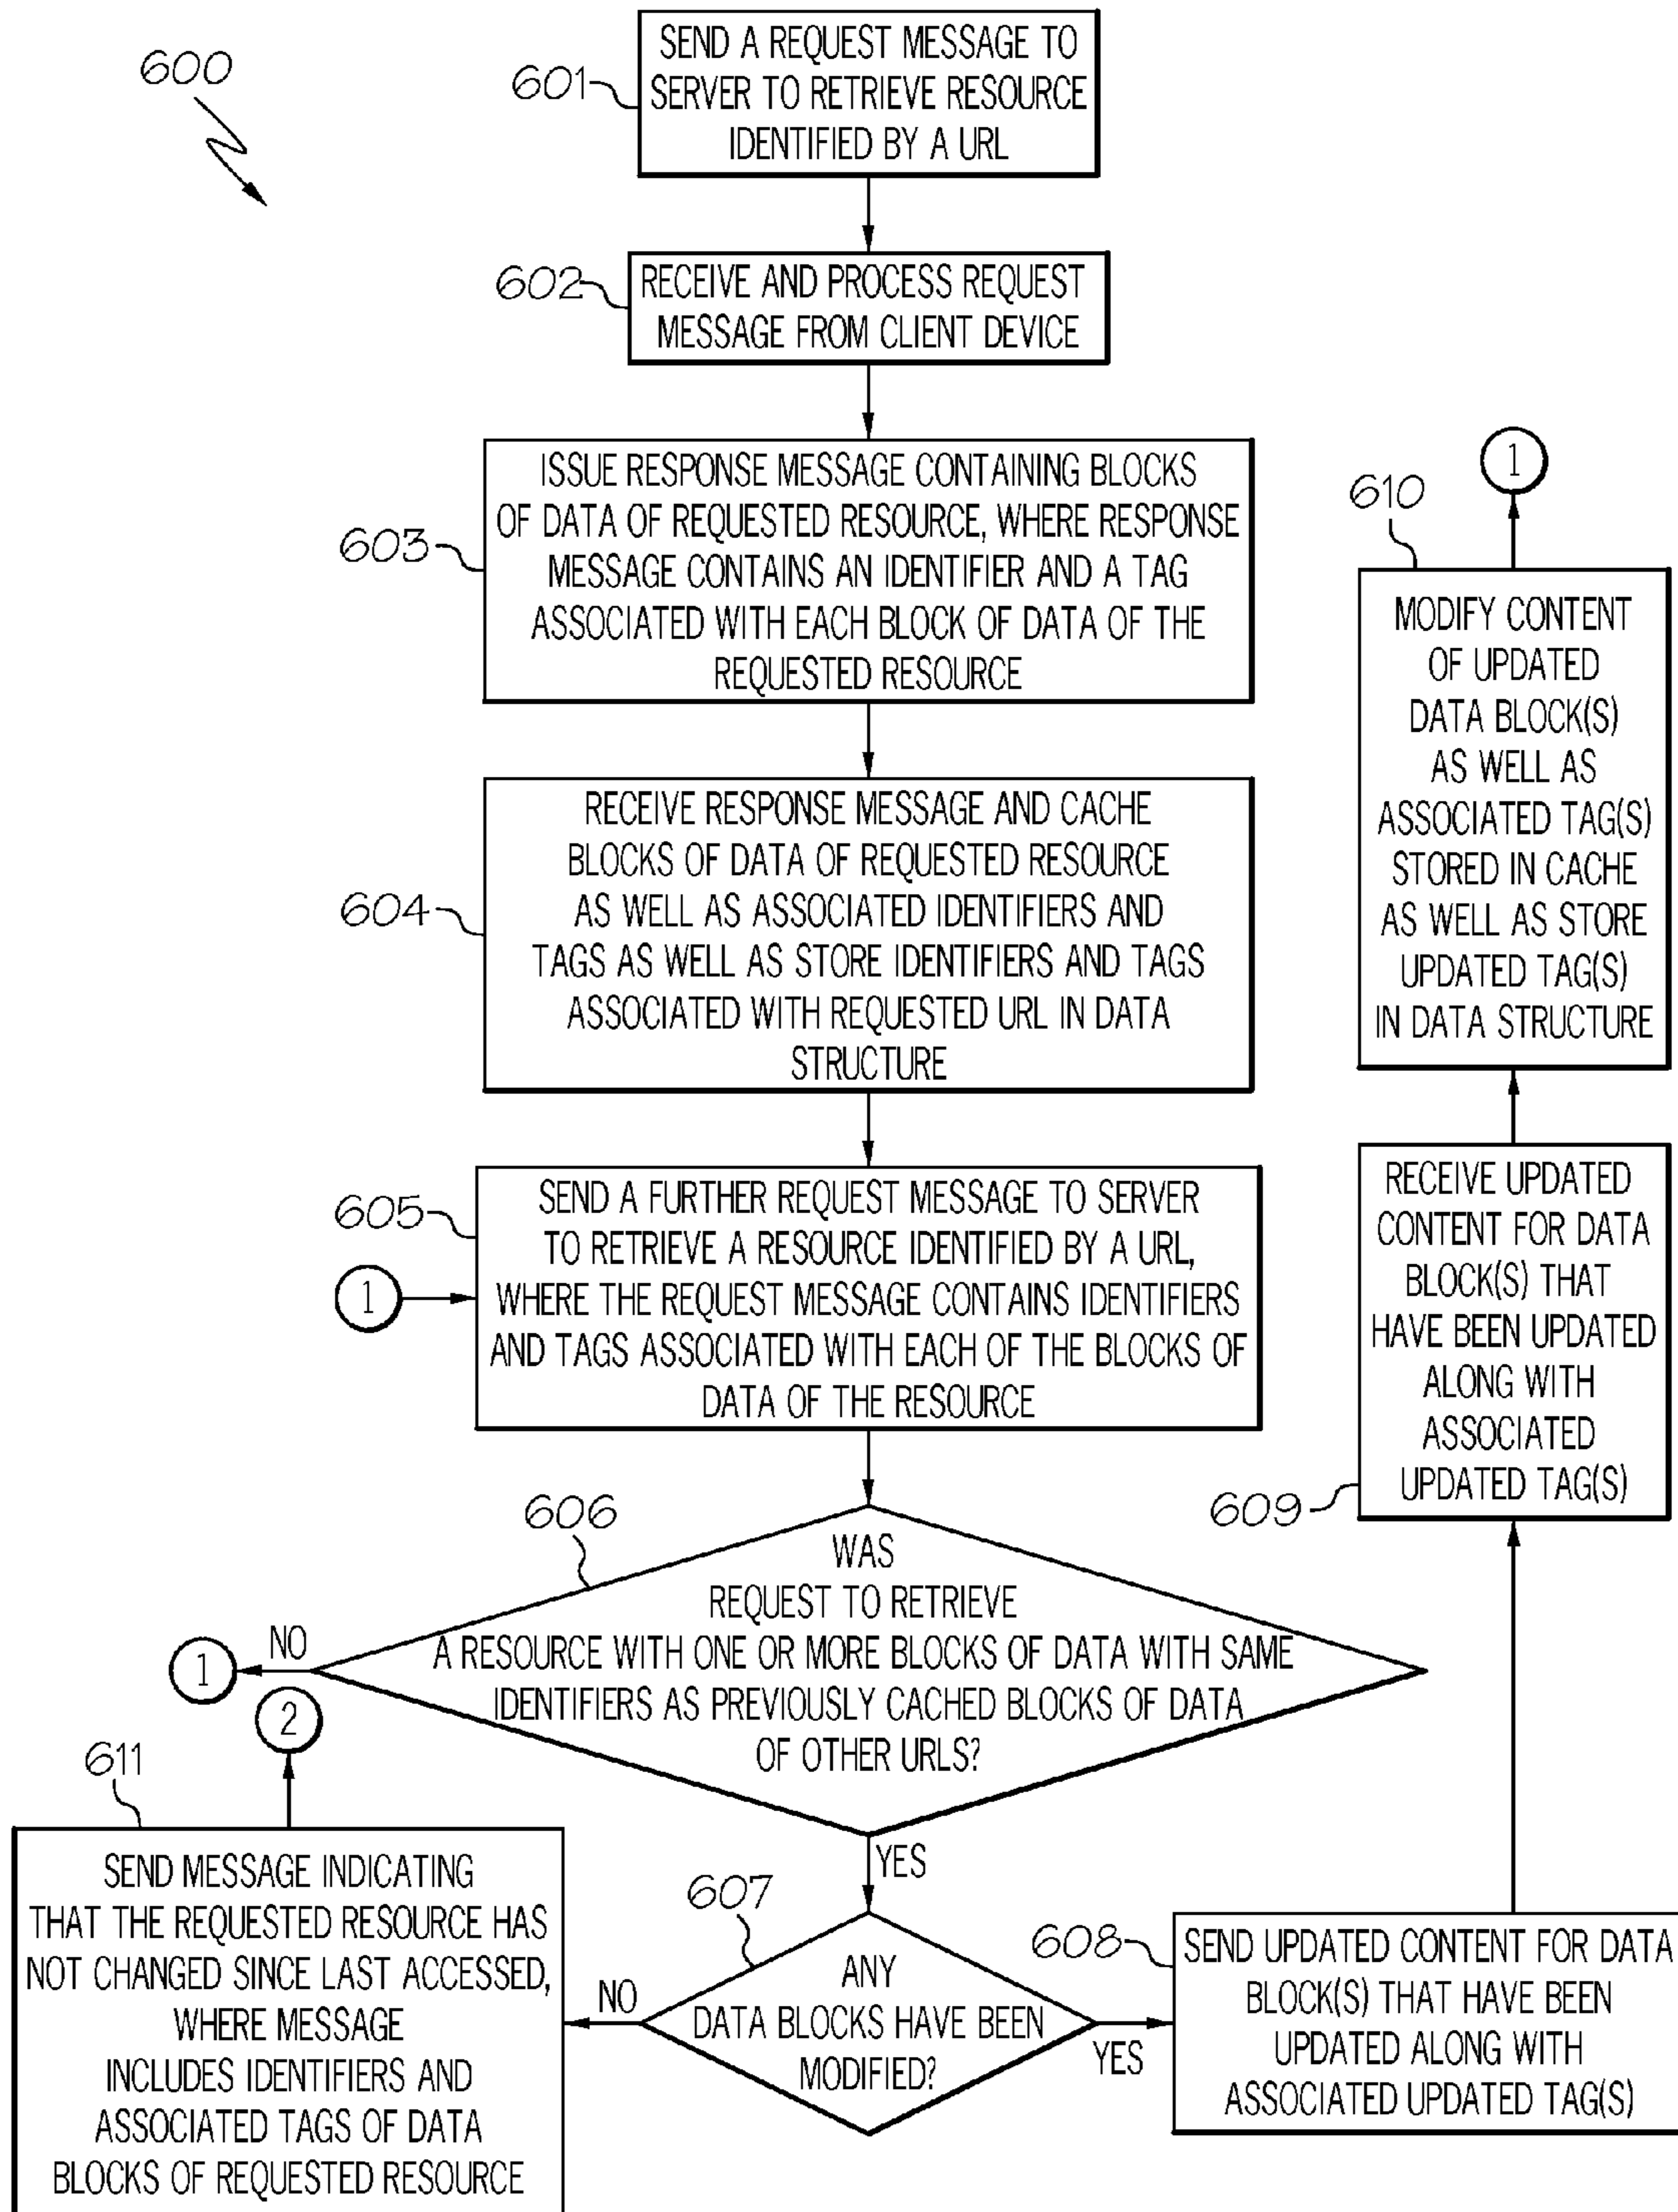 600
601
SEND A REQUEST MESSAGE TO
SERVER TO RETRIEVE RESOURCE
IDENTIFIED BY A URL
602
RECEIVE AND PROCESS REQUEST
MESSAGE FROM CLIENT DEVICE
603
ISSUE RESPONSE MESSAGE CONTAINING BLOCKS
OF DATA OF REQUESTED RESOURCE, WHERE RESPONSE
MESSAGE CONTAINS AN IDENTIFIER AND A TAG
ASSOCIATED WITH EACH BLOCK OF DATA OF THE
REQUESTED RESOURCE
604
RECEIVE RESPONSE MESSAGE AND CACHE
BLOCKS OF DATA OF REQUESTED RESOURCE
AS WELL AS ASSOCIATED IDENTIFIERS AND
TAGS AS WELL AS STORE IDENTIFIERS AND TAGS
ASSOCIATED WITH REQUESTED URL IN DATA
STRUCTURE
605
1
SEND A FURTHER REQUEST MESSAGE TO SERVER
TO RETRIEVE A RESOURCE IDENTIFIED BY A URL,
WHERE THE REQUEST MESSAGE CONTAINS IDENTIFIERS
AND TAGS ASSOCIATED WITH EACH OF THE BLOCKS OF
DATA OF THE RESOURCE
606
WAS
REQUEST TO RETRIEVE
A RESOURCE WITH ONE OR MORE BLOCKS OF DATA WITH SAME
IDENTIFIERS AS PREVIOUSLY CACHED BLOCKS OF DATA
OF OTHER URLS?
NO
1
YES
607
ANY
DATA BLOCKS HAVE BEEN
MODIFIED?
NO
YES
608
SEND UPDATED CONTENT FOR DATA
BLOCK(S) THAT HAVE BEEN
UPDATED ALONG WITH
ASSOCIATED UPDATED TAG(S)
609
RECEIVE UPDATED
CONTENT FOR DATA
BLOCK(S) THAT
HAVE BEEN UPDATED
ALONG WITH
ASSOCIATED
UPDATED TAG(S)
610
MODIFY CONTENT
OF UPDATED
DATA BLOCK(S)
AS WELL AS
ASSOCIATED TAG(S)
STORED IN CACHE
AS WELL AS STORE
UPDATED TAG(S)
IN DATA STRUCTURE
1
611
SEND MESSAGE INDICATING
THAT THE REQUESTED RESOURCE HAS
NOT CHANGED SINCE LAST ACCESSED,
WHERE MESSAGE
INCLUDES IDENTIFIERS AND
ASSOCIATED TAGS OF DATA
BLOCKS OF REQUESTED RESOURCE
2